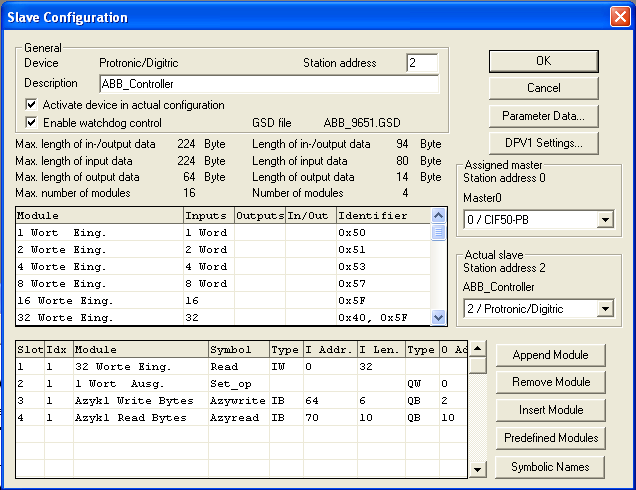 Slave Configuration
General
Device Protronic/Digitric Station address 2
Description ABB_Controller
Activate device in actual configuration
Enable watchdog control GSD file ABB_9651.GSD
OK
Cancel
Parameter Data...
DPV1 Settings...
Max. length of in-/output data 224 Byte Length of in-/output data 94 Byte
Max. length of input data 224 Byte Length of input data 80 Byte
Max. length of output data 64 Byte Length of output data 14 Byte
Max. number of modules 16 Number of modules 4
Assigned master
Station address 0
Master0
0 / CIF50-PB
Actual slave
Station address 2
ABB_Controller
2 / Protronic/Digitric
Module Inputs Outputs In/Out Identifier
1 Wort Eing. 1 Word 0x50
2 Worte Eing. 2 Word 0x51
4 Worte Eing. 4 Word 0x53
8 Worte Eing. 8 Word 0x57
16 Worte Eing. 16 0x5F
32 Worte Eing. 32 0x40, 0x5F
Slot Idx Module Symbol Type I Addr. I Len. Type O Ad
1 1 32 Worte Eing. Read IW 0 32
2 1 1 Wort Ausg. Set_op QW 0
3 1 Azykl Write Bytes Azywrite IB 64 6 QB 2
4 1 Azykl Read Bytes Azyread IB 70 10 QB 10
Append Module
Remove Module
Insert Module
Predefined Modules
Symbolic Names